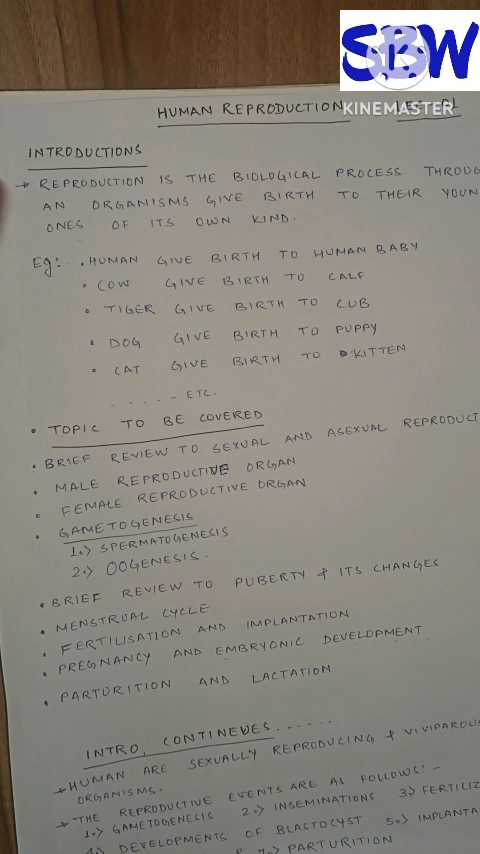 SBW
KINEMASTER
HUMAN REPRODUCTION
INTRODUCTIONS
→ REPRODUCTION IS THE BIOLOGICAL PROCESS THROUG
AN ORGANISMS GIVE BIRTH TO THEIR YOUN
ONES OF ITS OWN KIND.
Eg:- • HUMAN GIVE BIRTH TO HUMAN BABY
• COW GIVE BIRTH TO CALF
• TIGER GIVE BIRTH TO CUB
• DOG GIVE BIRTH TO PUPPY
• CAT GIVE BIRTH TO KITTEN
. . . . . ETC.
• TOPIC TO BE COVERED
• BRIEF REVIEW TO SEXUAL AND ASEXUAL REPRODUCT
• MALE REPRODUCTIVE ORGAN
• FEMALE REPRODUCTIVE ORGAN
• GAMETOGENESIS
1.) SPERMATOGENESIS
2.) OOGENESIS.
• BRIEF REVIEW TO PUBERTY & ITS CHANGES
• MENSTRUAL CYCLE
• FERTILISATION AND IMPLANTATION
• PREGNANCY AND EMBRYONIC DEVELOPMENT
• PARTURITION AND LACTATION
INTRO. CONTINEUES......
→ HUMAN ARE SEXUALLY REPRODUCING & VIVIPAROUS
ORGANISMS.
→ THE REPRODUCTIVE EVENTS ARE AS FOLLOWS:-
1.) GAMETOGENESIS 2.) INSEMINATIONS 3.) FERTILIZ
4.) DEVELOPMENTS OF BLASTOCYST 5.) IMPLANTA
7.) PARTURITION